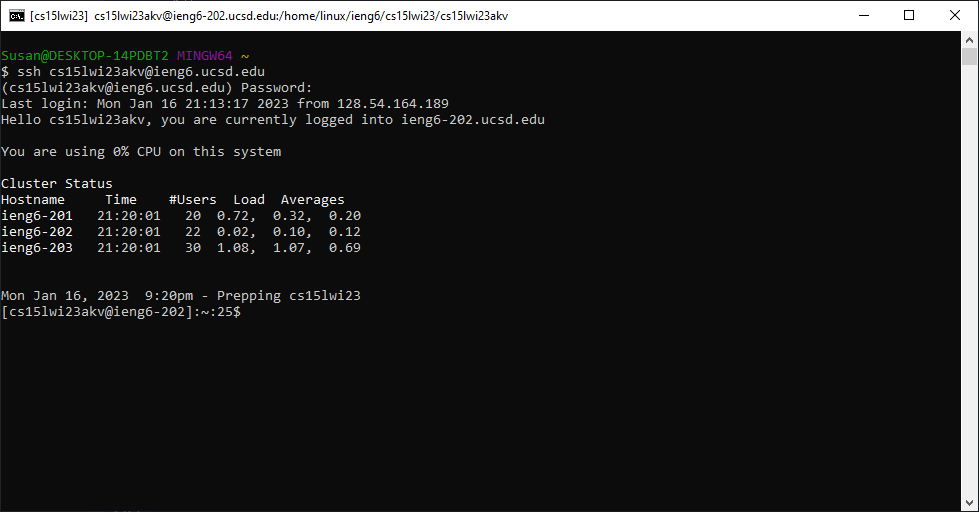 [cs15lwi23] cs15lwi23akv@ieng6-202.ucsd.edu:/home/linux/ieng6/cs15lwi23/cs15lwi23akv
Susan@DESKTOP-14PDBT2 MINGW64 ~
$ ssh cs15lwi23akv@ieng6.ucsd.edu
(cs15lwi23akv@ieng6.ucsd.edu) Password:
Last login: Mon Jan 16 21:13:17 2023 from 128.54.164.189
Hello cs15lwi23akv, you are currently logged into ieng6-202.ucsd.edu
You are using 0% CPU on this system
Cluster Status
Hostname     Time    #Users  Load  Averages
ieng6-201   21:20:01   20  0.72,  0.32,  0.20
ieng6-202   21:20:01   22  0.02,  0.10,  0.12
ieng6-203   21:20:01   30  1.08,  1.07,  0.69
Mon Jan 16, 2023  9:20pm - Prepping cs15lwi23
[cs15lwi23akv@ieng6-202]:~:25$